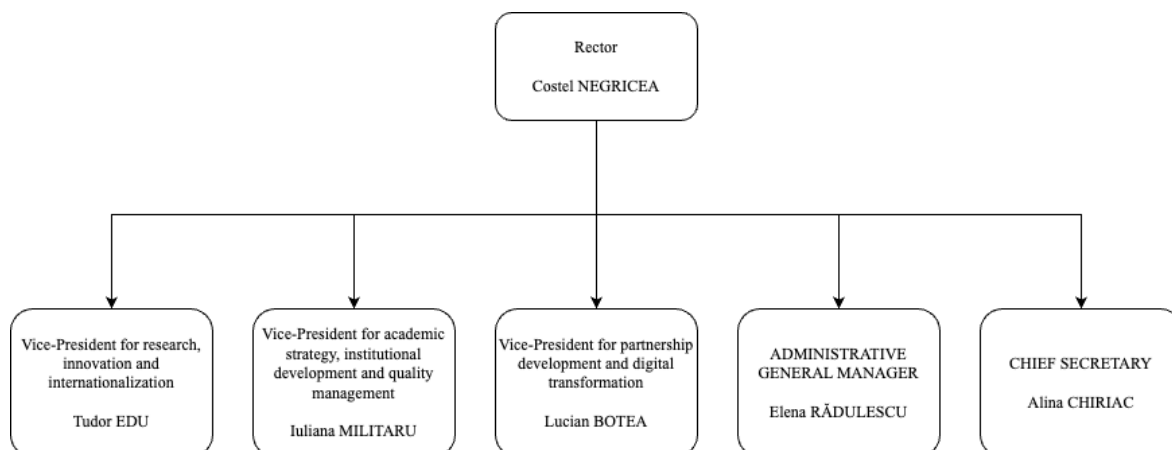 Rector
Costel NEGRICEA
Vice-President for research,
innovation and
internationalization
Tudor EDU
Vice-President for academic
strategy, institutional
development and quality
management
Iuliana MILITARU
Vice-President for partnership
development and digital
transformation
Lucian BOTEA
ADMINISTRATIVE
GENERAL MANAGER
Elena RĂDULESCU
CHIEF SECRETARY
Alina CHIRIAC